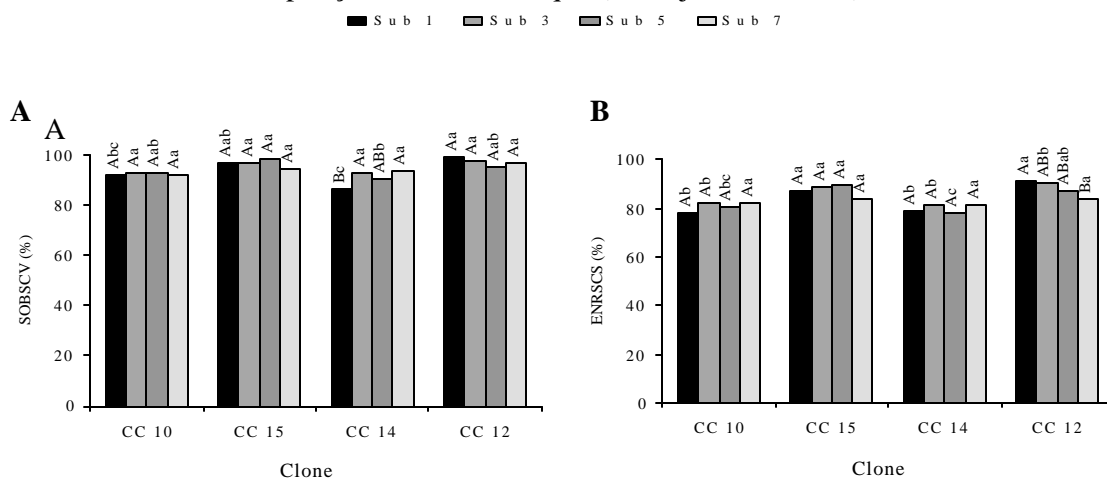 Sub 1 Sub 3 Sub 5 Sub 7
A
A
Abc Aa Aab Aa Aab Aa Aa Aa Bc Aa ABb Aa Aa Aa Aab Aa
100
80
60
40
20
0
SOBSCV (%)
CC 10 CC 15 CC 14 CC 12
Clone
B
Ab Ab Abc Aa Aa Aa Aa Aa Ab Ab Ac Aa Aa ABb ABab Ba
100
80
60
40
20
0
ENRSCS (%)
CC 10 CC 15 CC 14 CC 12
Clone